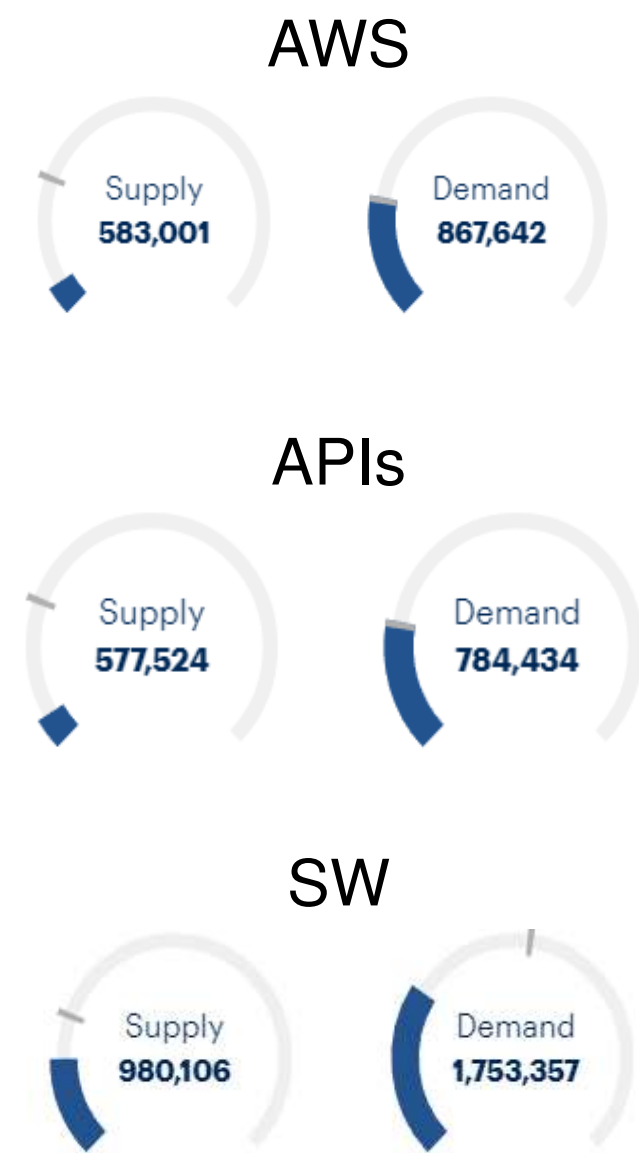 AWS
Supply
583,001
Demand
867,642
APIs
Supply
577,524
Demand
784,434
SW
Supply
980,106
Demand
1,753,357